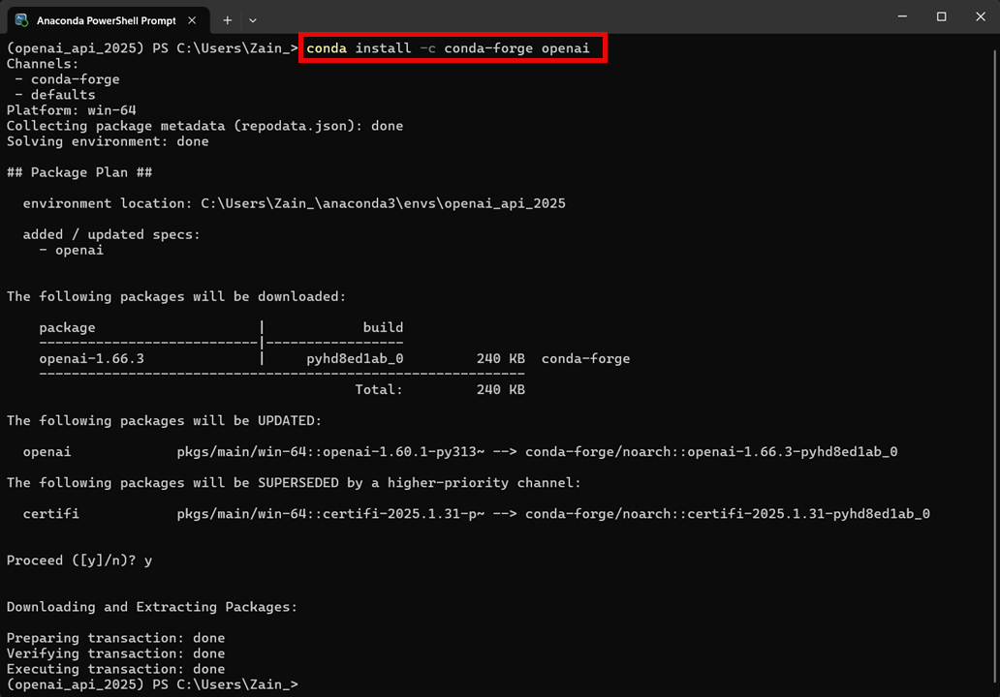 Anaconda PowerShell Prompt
(openai_api_2025) PS C:\Users\Zain_> conda install -c conda-forge openai
Channels:
 - conda-forge
 - defaults
Platform: win-64
Collecting package metadata (repodata.json): done
Solving environment: done
## Package Plan ##
  environment location: C:\Users\Zain_\anaconda3\envs\openai_api_2025
  added / updated specs:
    - openai
The following packages will be downloaded:
    package                    |            build
    ---------------------------|-----------------
    openai-1.66.3              |     pyhd8ed1ab_0         240 KB  conda-forge
    ------------------------------------------------------------
                                           Total:         240 KB
The following packages will be UPDATED:
  openai             pkgs/main/win-64::openai-1.60.1-py313~ --> conda-forge/noarch::openai-1.66.3-pyhd8ed1ab_0
The following packages will be SUPERSEDED by a higher-priority channel:
  certifi            pkgs/main/win-64::certifi-2025.1.31-p~ --> conda-forge/noarch::certifi-2025.1.31-pyhd8ed1ab_0
Proceed ([y]/n)? y
Downloading and Extracting Packages:
Preparing transaction: done
Verifying transaction: done
Executing transaction: done
(openai_api_2025) PS C:\Users\Zain_>